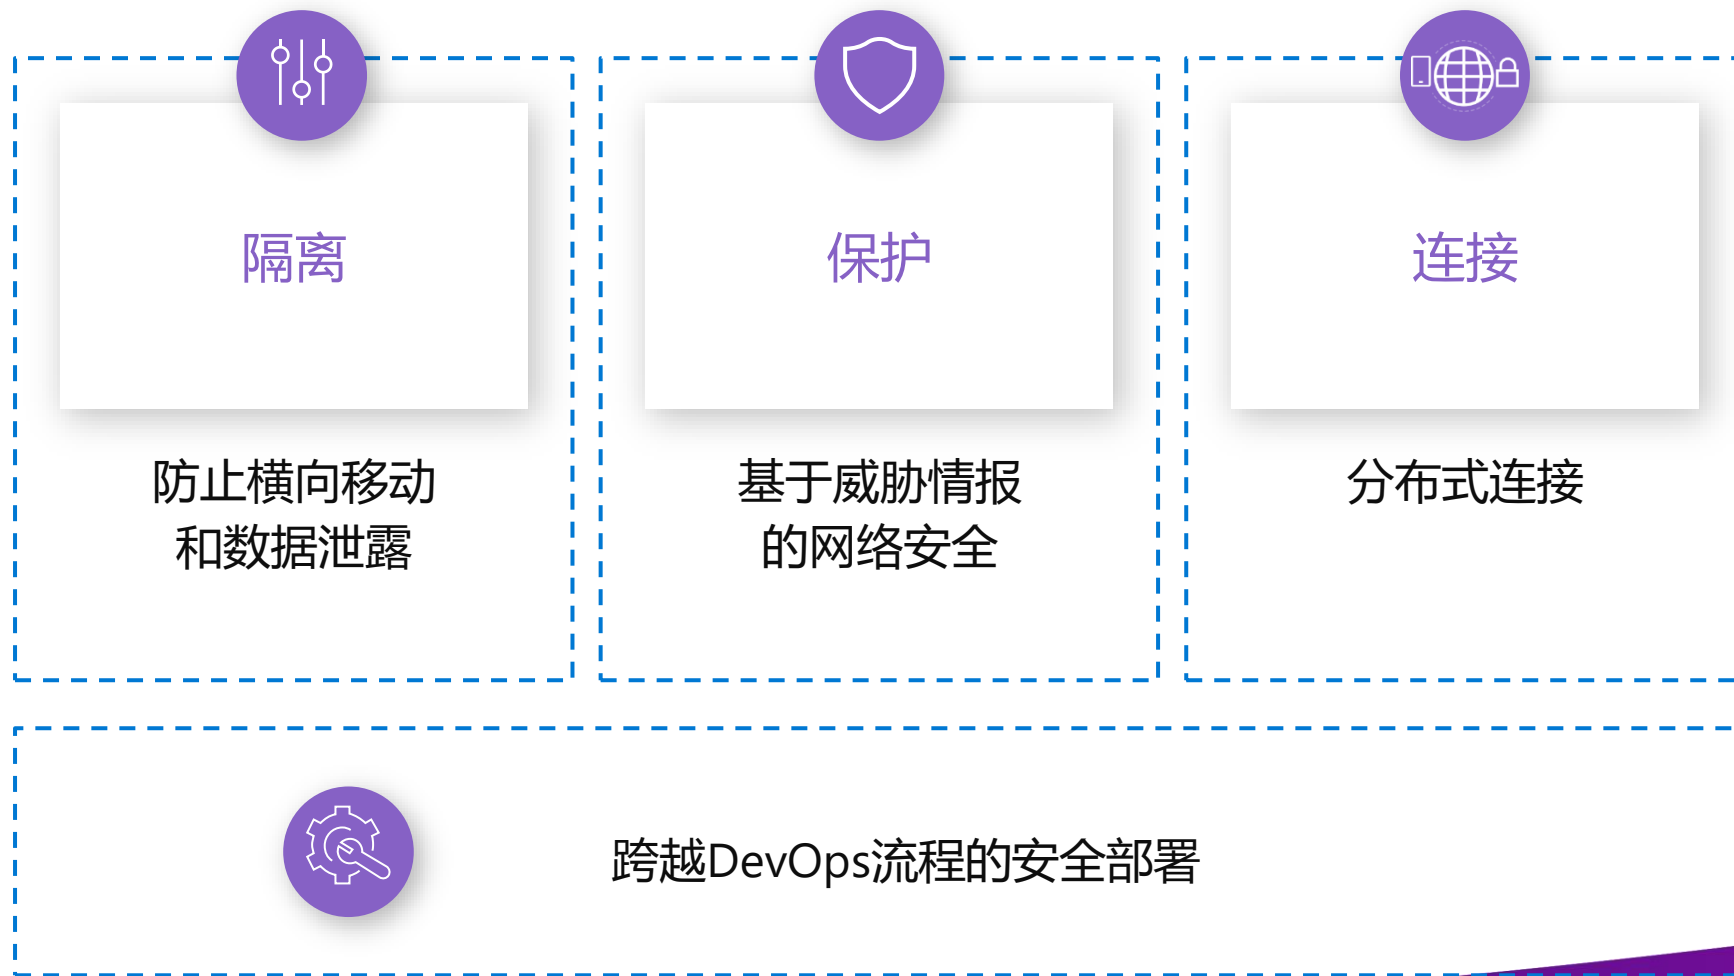 隔离
防止横向移动
和数据泄露
保护
基于威胁情报
的网络安全
连接
分布式连接
跨越DevOps流程的安全部署